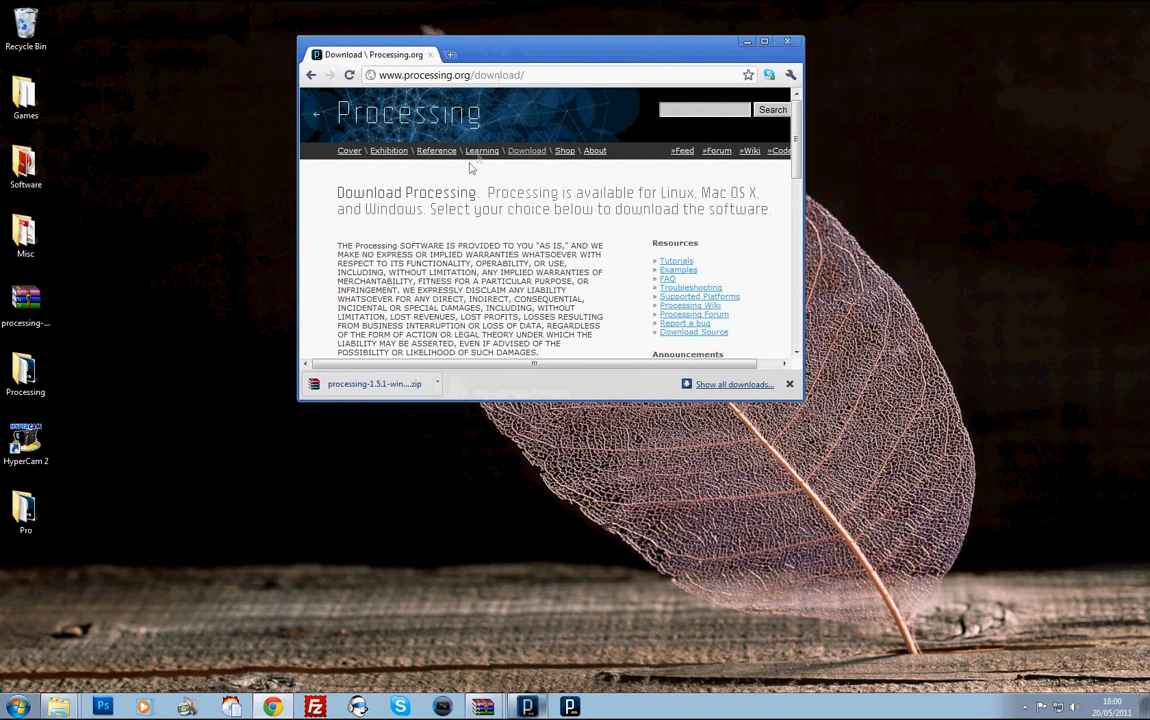 Recycle Bin
Games
Software
Misc
processing-...
Processing
HYPERCAM 2
HyperCam 2
Pro
Download \ Processing.org
www.processing.org/download/
Processing
Search
Cover \ Exhibition \ Reference \ Learning \ Download \ Shop \ About
»Feed »Forum »Wiki »Code
Download Processing. Processing is available for Linux, Mac OS X,
and Windows. Select your choice below to download the software.
THE Processing SOFTWARE IS PROVIDED TO YOU "AS IS," AND WE
MAKE NO EXPRESS OR IMPLIED WARRANTIES WHATSOEVER WITH
RESPECT TO ITS FUNCTIONALITY, OPERABILITY, OR USE,
INCLUDING, WITHOUT LIMITATION, ANY IMPLIED WARRANTIES OF
MERCHANTABILITY, FITNESS FOR A PARTICULAR PURPOSE, OR
INFRINGEMENT. WE EXPRESSLY DISCLAIM ANY LIABILITY
WHATSOEVER FOR ANY DIRECT, INDIRECT, CONSEQUENTIAL,
INCIDENTAL OR SPECIAL DAMAGES, INCLUDING, WITHOUT
LIMITATION, LOST REVENUES, LOST PROFITS, LOSSES RESULTING
FROM BUSINESS INTERRUPTION OR LOSS OF DATA, REGARDLESS
OF THE FORM OF ACTION OR LEGAL THEORY UNDER WHICH THE
LIABILITY MAY BE ASSERTED, EVEN IF ADVISED OF THE
POSSIBILITY OR LIKELIHOOD OF SUCH DAMAGES.
Resources
» Tutorials
» Examples
» FAQ
» Troubleshooting
» Supported Platforms
» Processing Wiki
» Processing Forum
» Report a bug
» Download Source
Announcements
processing-1.5.1-win....zip
Show all downloads...
Ps
Fz
18:00
20/05/2011